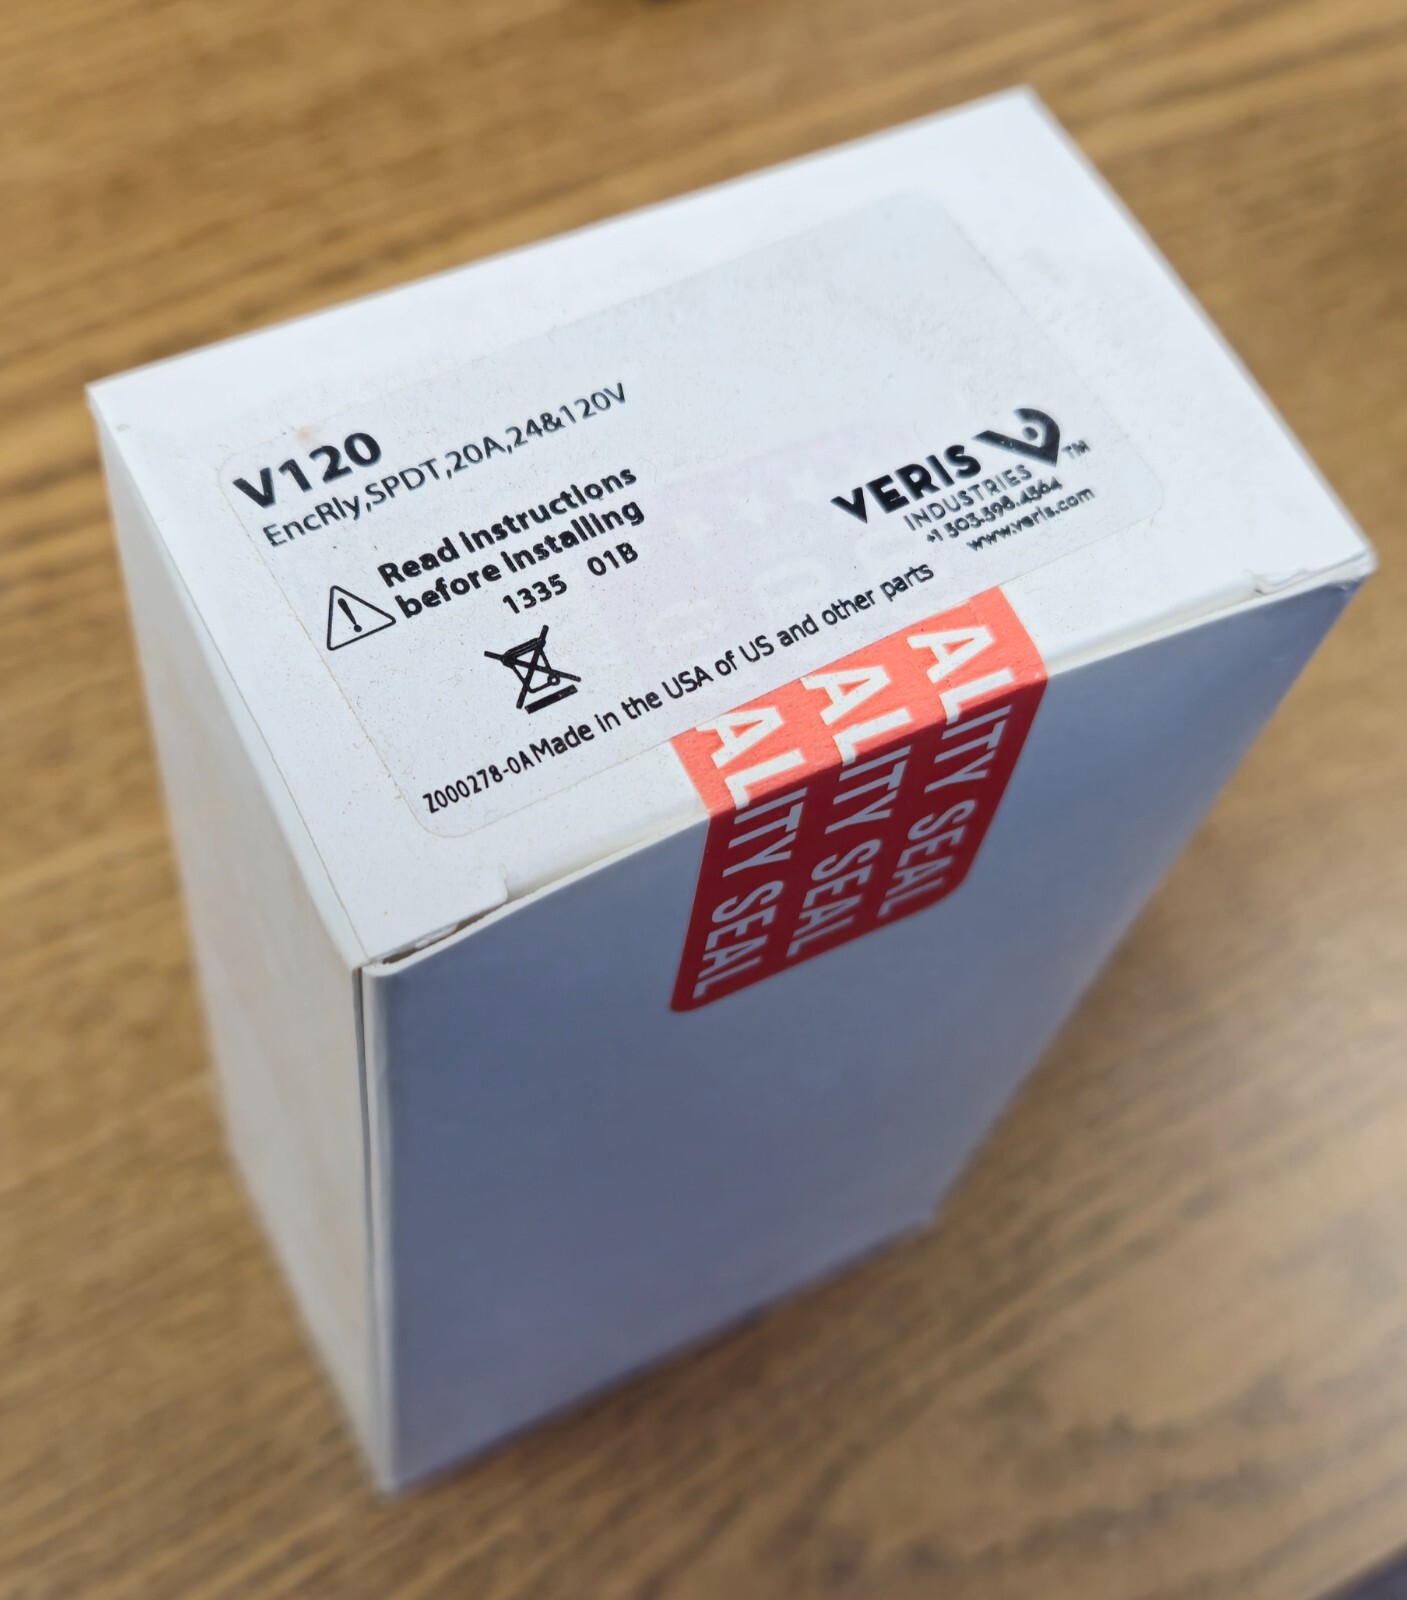 V120
EncRly,SPDT,20A,24&120V
Read Instructions
before Installing
1335 01B
VERIS
INDUSTRIES
TM
+1 503.598.4564
www.veris.com
Z000278-0A Made in the USA of US and other parts
ALITY SEAL
ALITY SEAL
ALITY SEAL